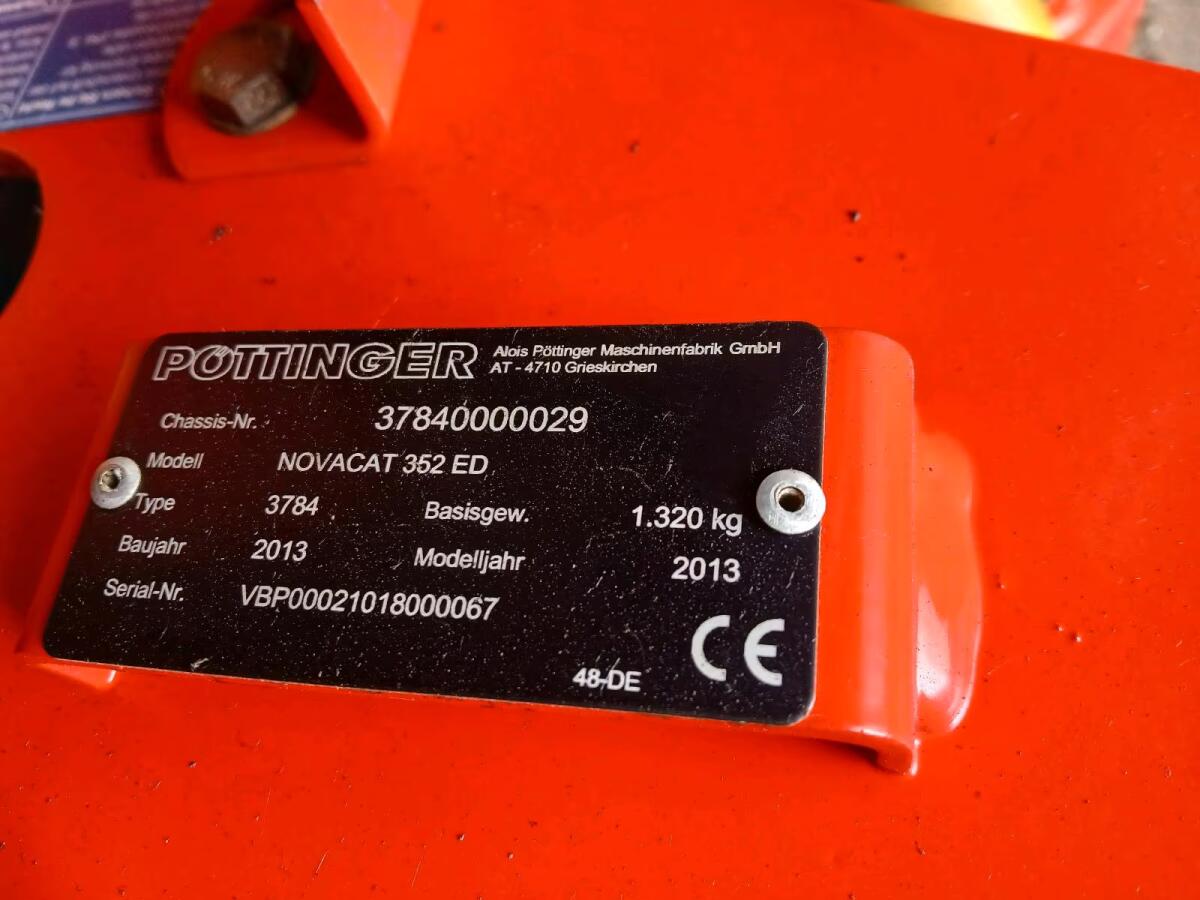 PÖTTINGER Alois Pöttinger Maschinenfabrik GmbH
AT - 4710 Grieskirchen
Chassis-Nr. 37840000029
Modell NOVACAT 352 ED
Type 3784 Basisgew. 1.320 kg
Baujahr 2013 Modelljahr 2013
Serial-Nr. VBP00021018000067
CE
48-DE